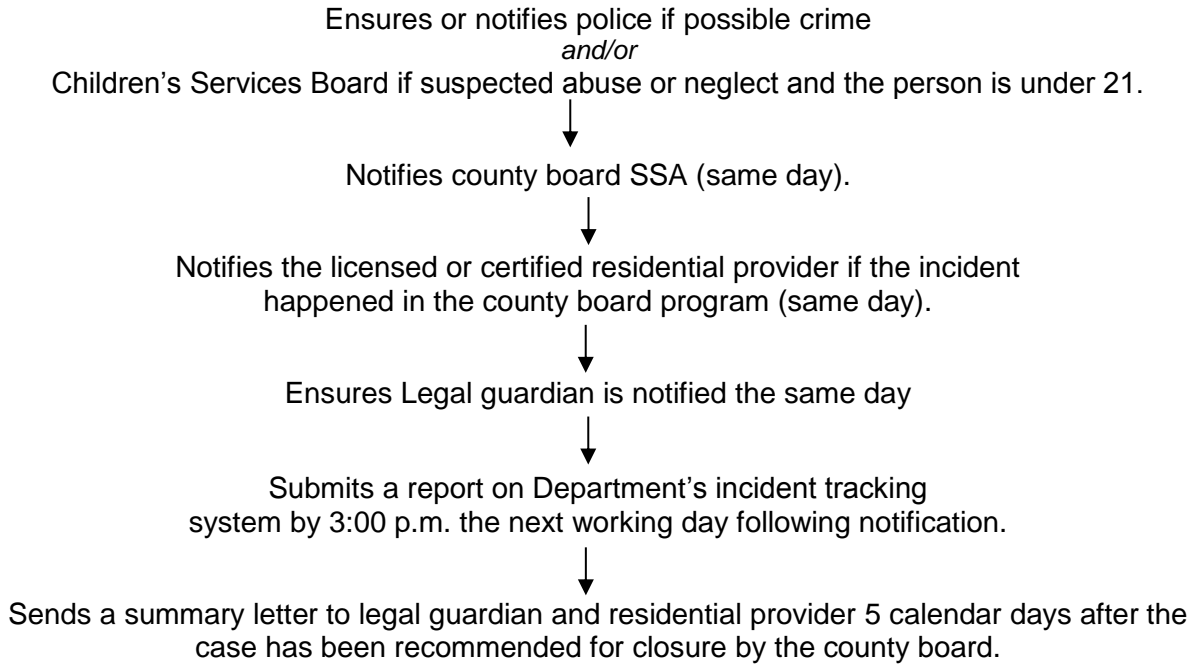 Ensures or notifies police if possible crime
and/or
Children’s Services Board if suspected abuse or neglect and the person is under 21.
Notifies county board SSA (same day).
Notifies the licensed or certified residential provider if the incident
happened in the county board program (same day).
Ensures Legal guardian is notified the same day
Submits a report on Department’s incident tracking
system by 3:00 p.m. the next working day following notification.
Sends a summary letter to legal guardian and residential provider 5 calendar days after the
case has been recommended for closure by the county board.